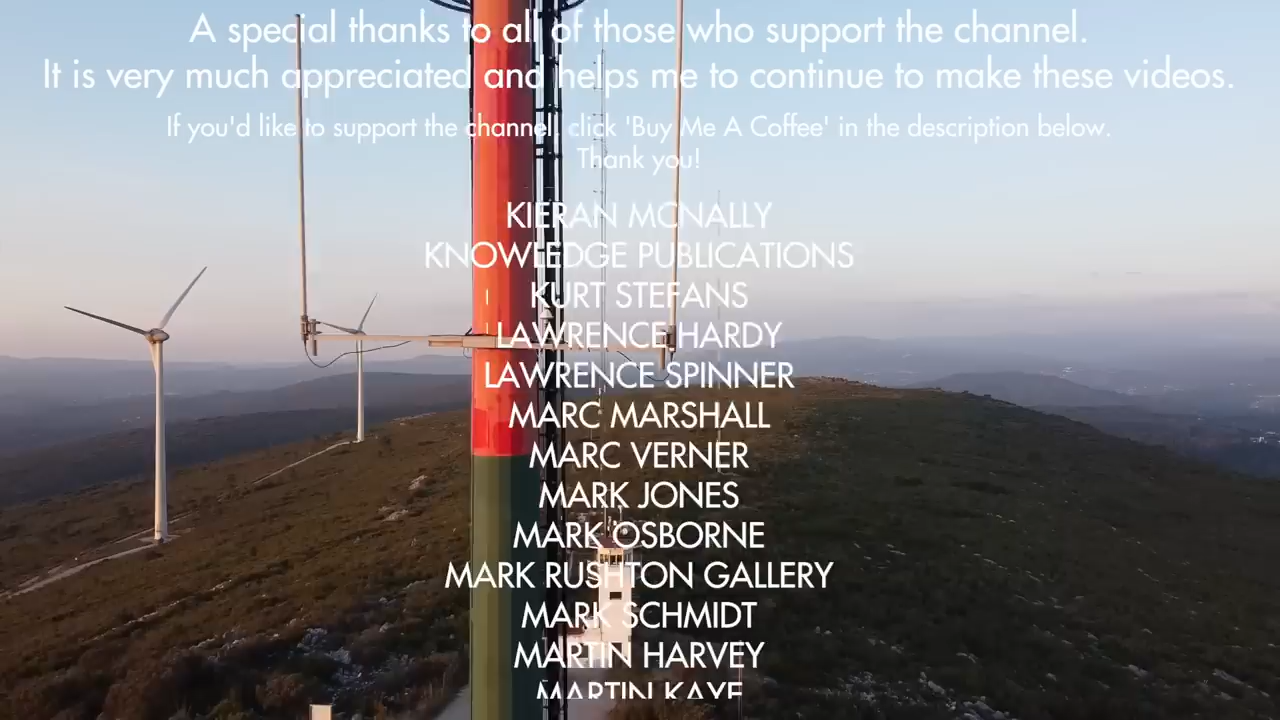 A special thanks to all of those who support the channel.
It is very much appreciated and helps me to continue to make these videos.
If you'd like to support the channel, click 'Buy Me A Coffee' in the description below.
Thank you!
KIERAN MCNALLY
KNOWLEDGE PUBLICATIONS
KURT STEFANS
LAWRENCE HARDY
LAWRENCE SPINNER
MARC MARSHALL
MARC VERNER
MARK JONES
MARK OSBORNE
MARK RUSHTON GALLERY
MARK SCHMIDT
MARTIN HARVEY
MARTIN KAYE